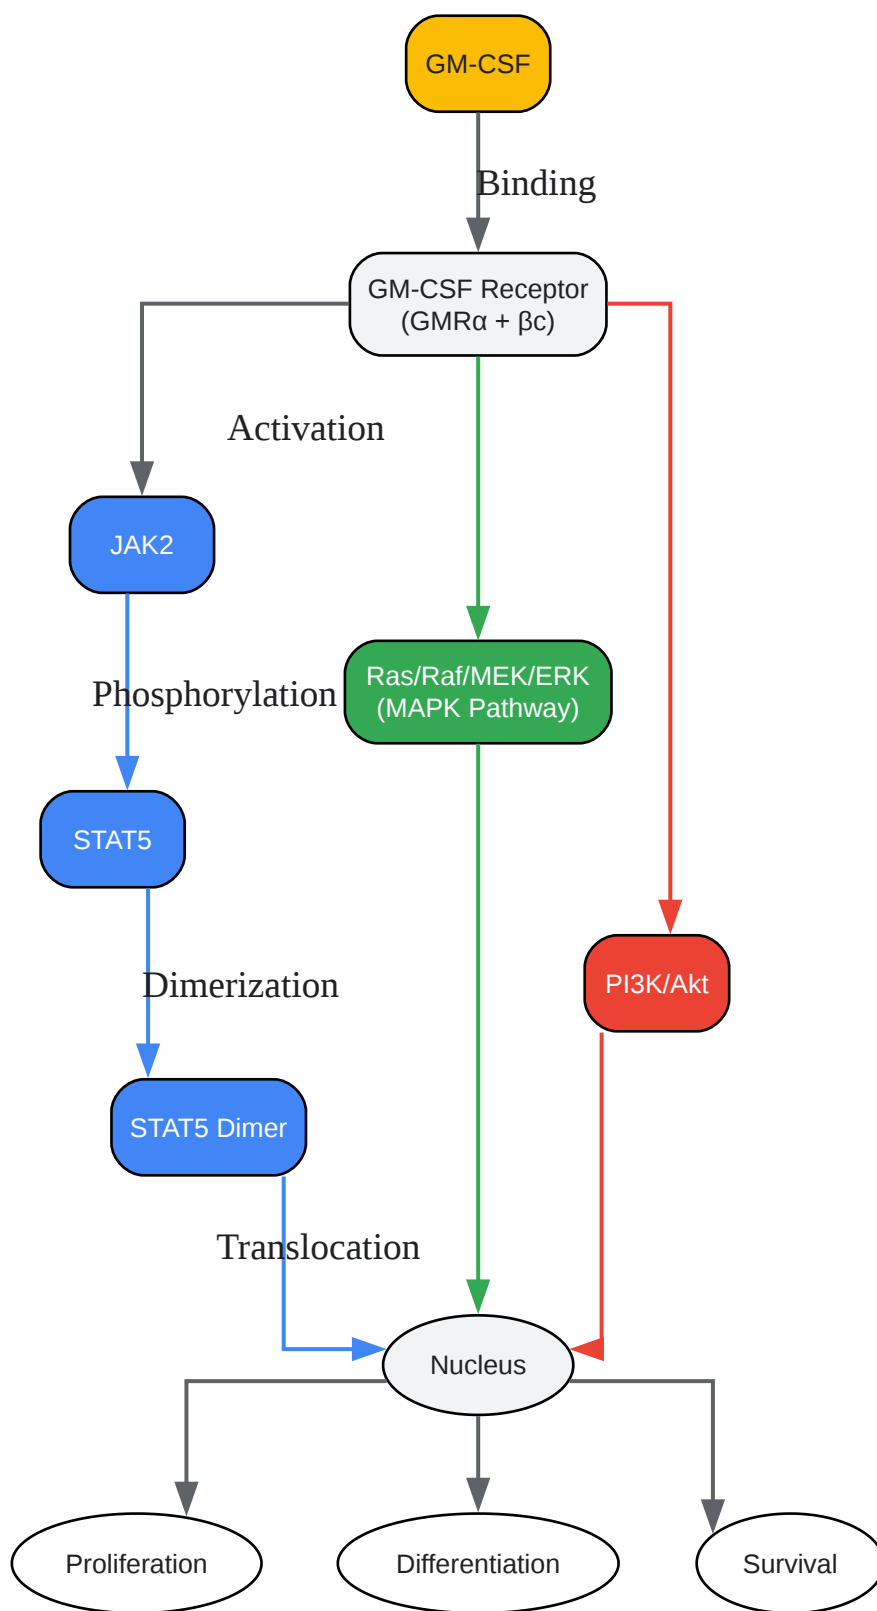 GM-CSF
Binding
GM-CSF Receptor
(GMRα + βc)
Activation
JAK2
Ras/Raf/MEK/ERK
(MAPK Pathway)
Phosphorylation
STAT5
Dimerization
PI3K/Akt
STAT5 Dimer
Translocation
Nucleus
Proliferation
Differentiation
Survival